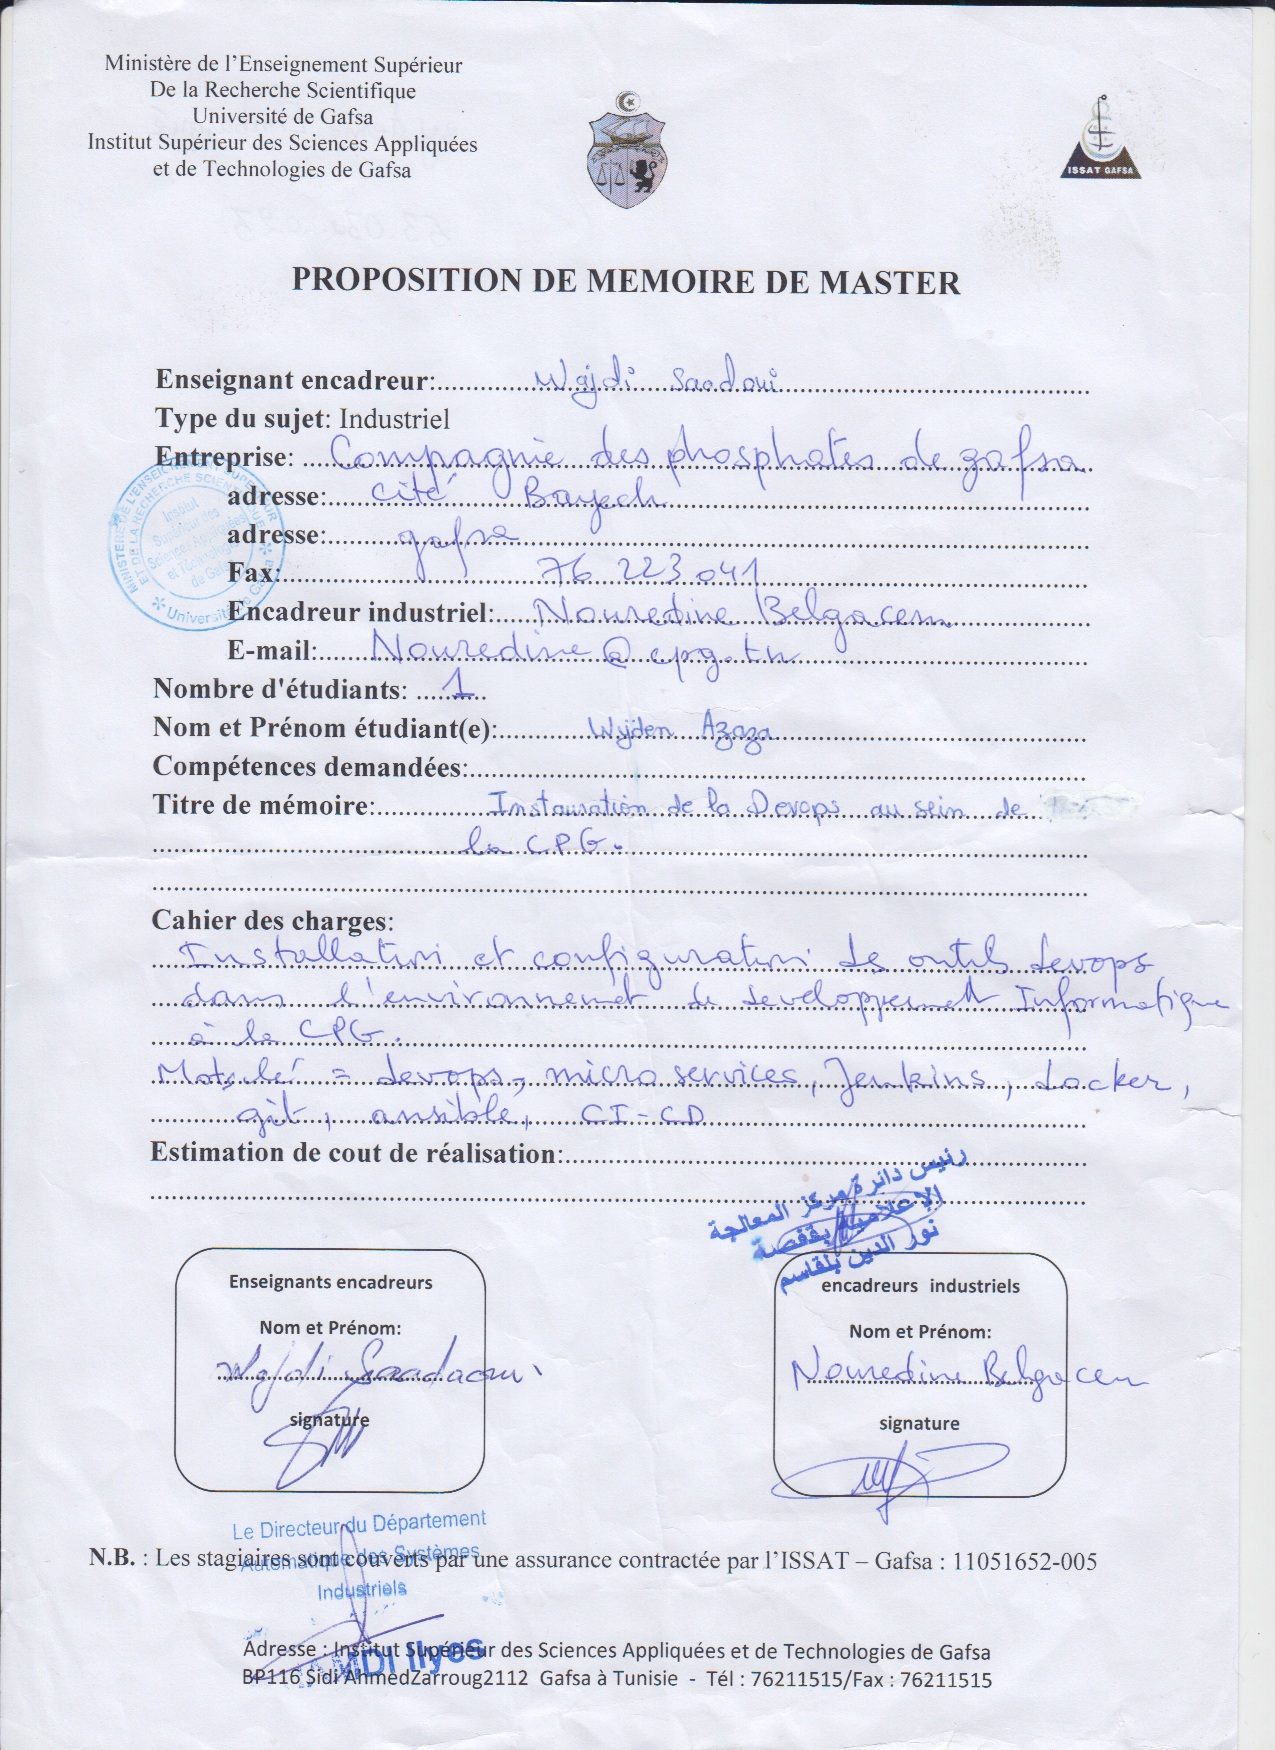 Ministère de l'Enseignement Supérieur
De la Recherche Scientifique
Université de Gafsa
Institut Supérieur des Sciences Appliquées
et de Technologies de Gafsa
ISSAT GAFSA
PROPOSITION DE MEMOIRE DE MASTER
Enseignant encadreur: Wajdi Saadoui
Type du sujet: Industriel
Entreprise: Compagnie des phosphates de gafsa
adresse: cité Bayech
adresse: gafsa
Fax: 76 223 041
Encadreur industriel: Nouredine Belgacem
E-mail: Nouredine@cpg.tn
MINISTERE DE L'ENSEIGNEMENT SUPERIEUR
ET DE LA RECHERCHE SCIENTIFIQUE
Institut
Supérieur des
Sciences Appliquées
et Technologie
de Gafsa
Université de Gafsa
Nombre d'étudiants: 1
Nom et Prénom étudiant(e): Wijden Azaza
Compétences demandées:
Titre de mémoire: Instauration de la Devops au sein de
la CPG.
Cahier des charges:
Installation et configuration des outils devops
dans l'environnement de developpement Informatique
à la CPG.
Mots clé = devops, micro services, Jenkins, docker,
git, ansible, CI-CD
Estimation de cout de réalisation:
رئيس دائرة مركز المعالجة
الإعلامية بقفصة
نور الدين بلقاسم
Enseignants encadreurs
Nom et Prénom:
Wajdi Saadaoui
signature
encadreurs industriels
Nom et Prénom:
Nouredine Belgacem
signature
Le Directeur du Département
Automatique des Systèmes
Industriels
N.B. : Les stagiaires sont couverts par une assurance contractée par l'ISSAT – Gafsa : 11051652-005
Ilyes
Adresse : Institut Supérieur des Sciences Appliquées et de Technologies de Gafsa
BP116 Sidi AhmedZarroug2112 Gafsa à Tunisie - Tél : 76211515/Fax : 76211515